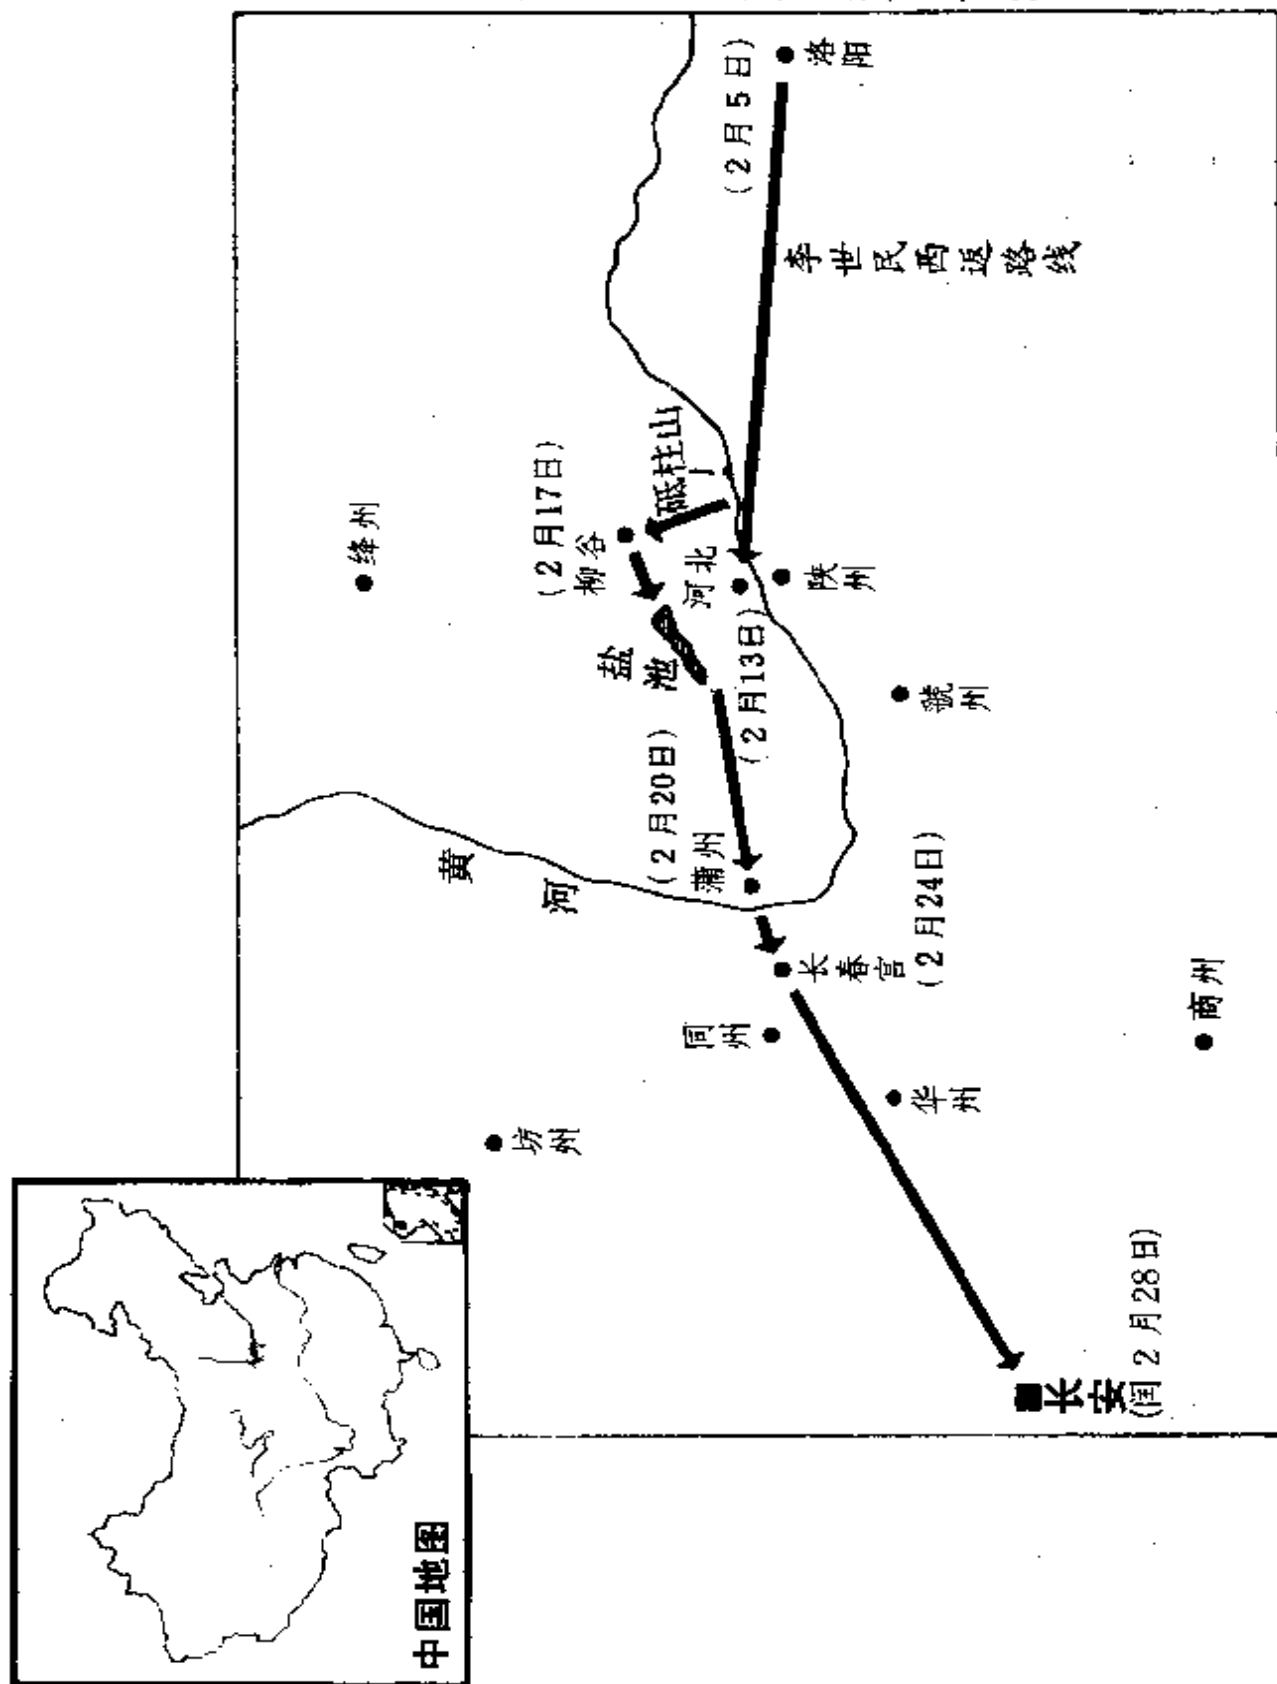 洛阳
(2月5日)
李世民西返路线
砥柱山
(2月17日)
柳谷
绛州
河北
(2月13日)
陕州
盐池
虢州
(2月20日)
蒲州
黄河
长春宫
(2月24日)
同州
华州
商州
坊州
长安
(闰2月28日)
中国地图